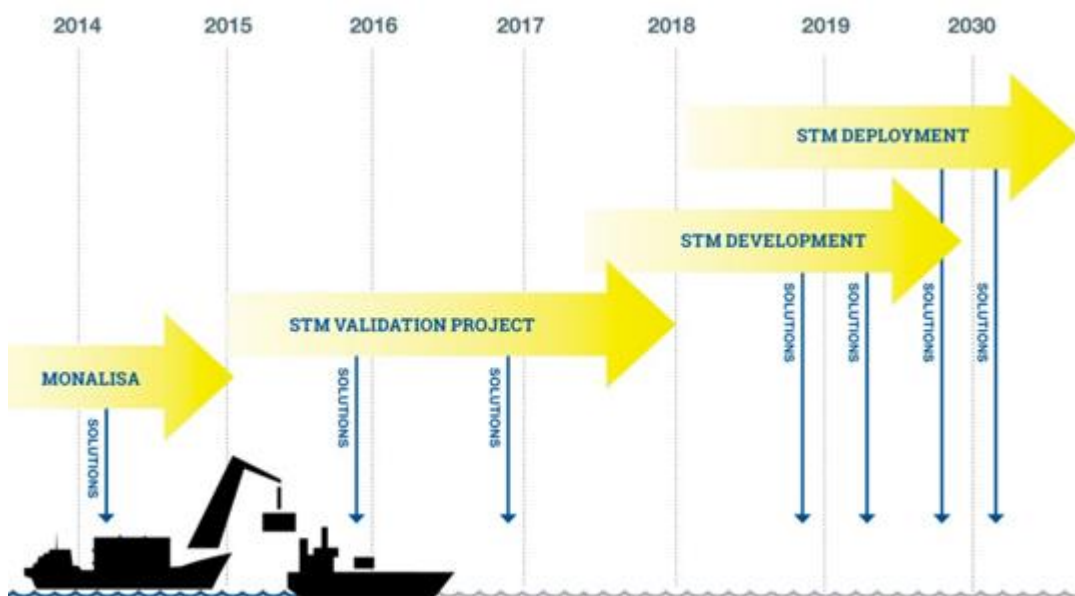 2014 2015 2016 2017 2018 2019 2030
STM DEPLOYMENT
STM DEVELOPMENT
STM VALIDATION PROJECT
MONALISA
SOLUTIONS
SOLUTIONS
SOLUTIONS
SOLUTIONS
SOLUTIONS
SOLUTIONS
SOLUTIONS